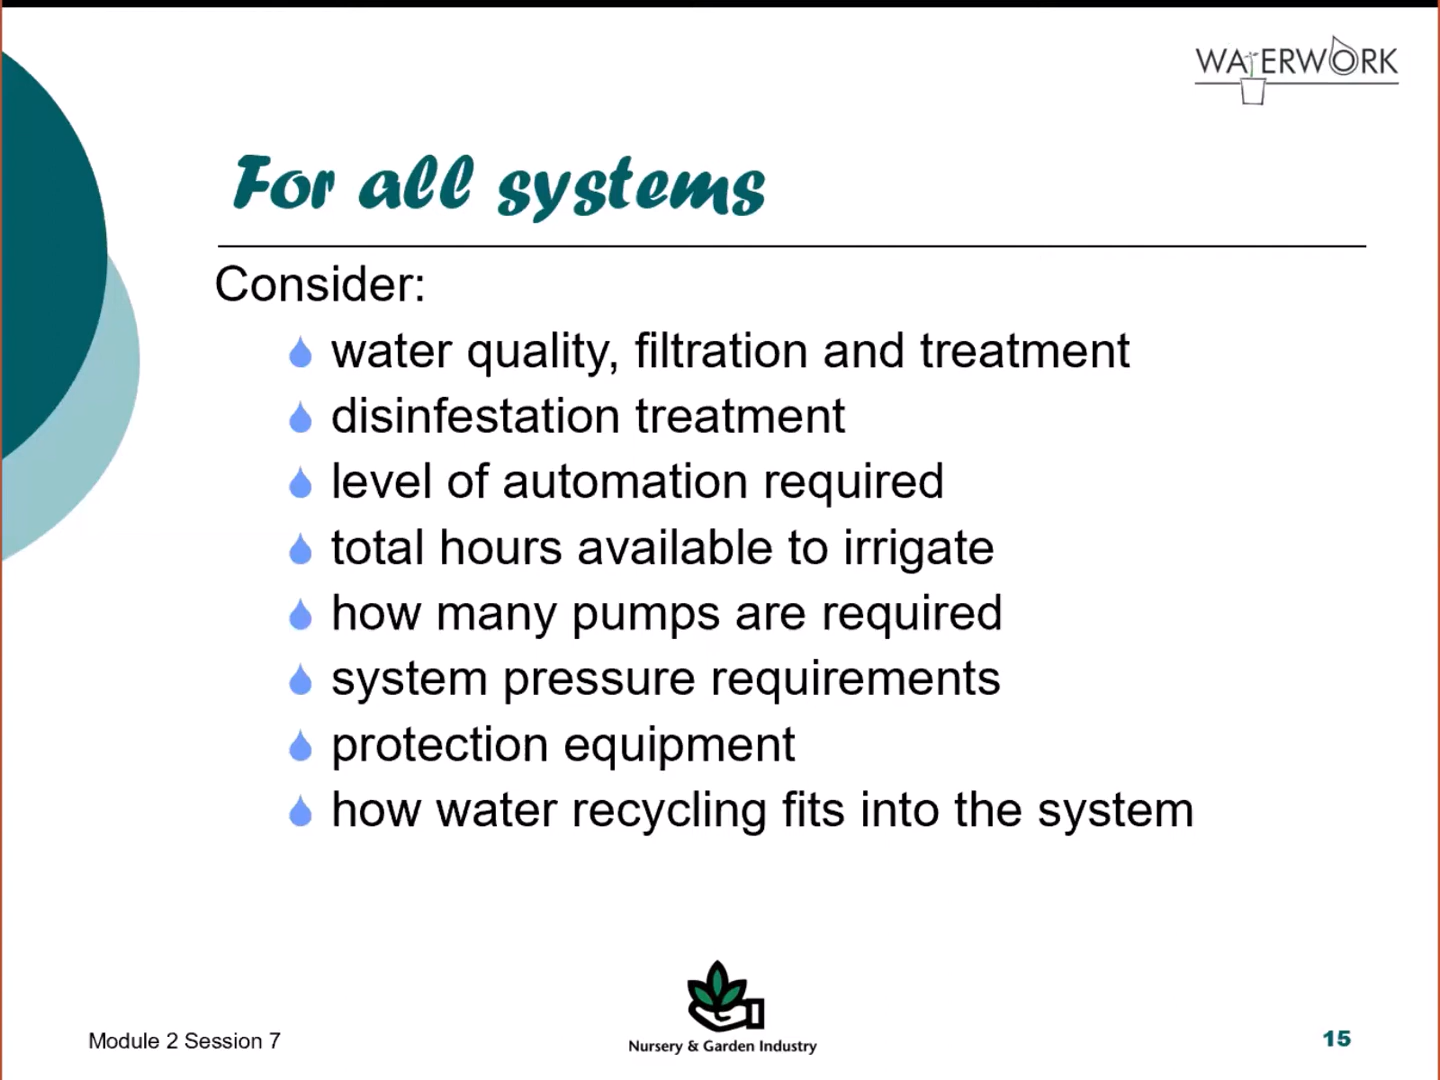 WATERWORK
For all systems
Consider:
water quality, filtration and treatment
disinfestation treatment
level of automation required
total hours available to irrigate
how many pumps are required
system pressure requirements
protection equipment
how water recycling fits into the system
Module 2 Session 7
Nursery & Garden Industry
15